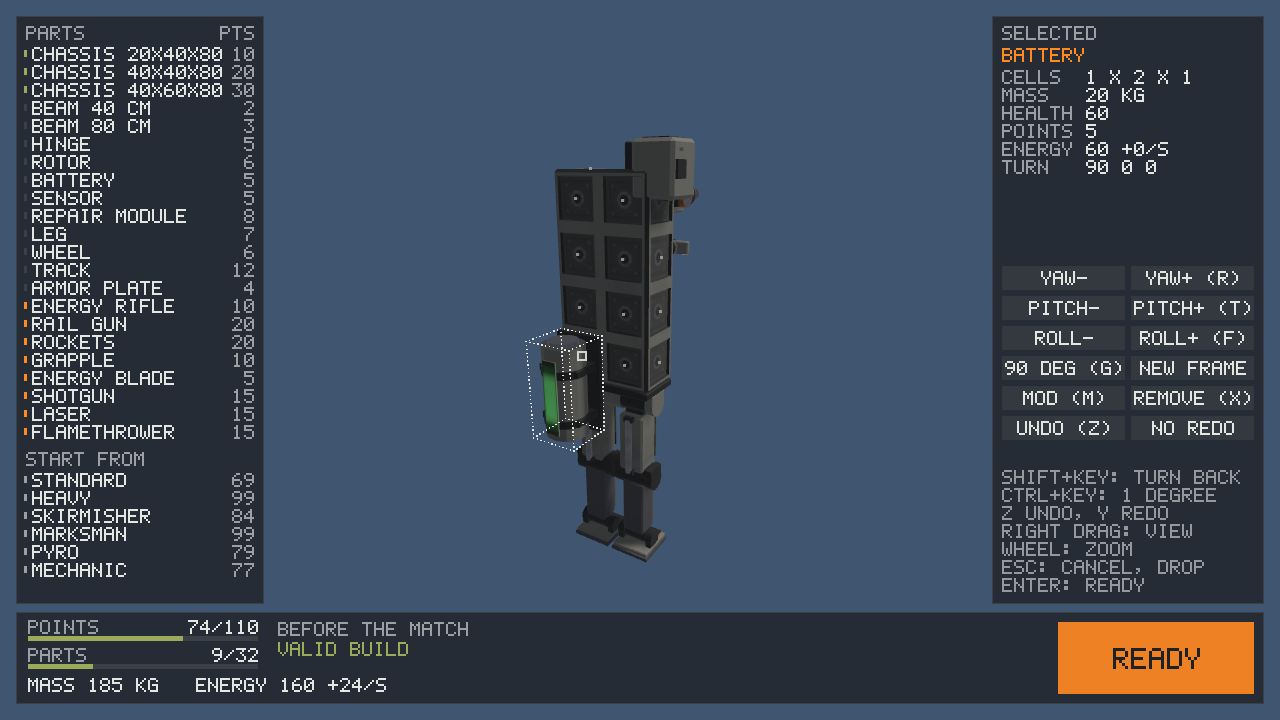 PARTS PTS
CHASSIS 20X40X80 10
CHASSIS 40X40X80 20
CHASSIS 40X60X80 30
BEAM 40 CM 2
BEAM 80 CM 3
HINGE 5
ROTOR 6
BATTERY 5
SENSOR 5
REPAIR MODULE 8
LEG 7
WHEEL 6
TRACK 12
ARMOR PLATE 4
ENERGY RIFLE 10
RAIL GUN 20
ROCKETS 20
GRAPPLE 10
ENERGY BLADE 5
SHOTGUN 15
LASER 15
FLAMETHROWER 15
START FROM
STANDARD 69
HEAVY 99
SKIRMISHER 84
MARKSMAN 99
PYRO 79
MECHANIC 77
SELECTED
BATTERY
CELLS 1 X 2 X 1
MASS 20 KG
HEALTH 60
POINTS 5
ENERGY 60 +0/S
TURN 90 0 0
YAW- YAW+ (R)
PITCH- PITCH+ (T)
ROLL- ROLL+ (F)
90 DEG (G) NEW FRAME
MOD (M) REMOVE (X)
UNDO (Z) NO REDO
SHIFT+KEY: TURN BACK
CTRL+KEY: 1 DEGREE
Z UNDO, Y REDO
RIGHT DRAG: VIEW
WHEEL: ZOOM
ESC: CANCEL, DROP
ENTER: READY
POINTS 74/110
PARTS 9/32
MASS 185 KG ENERGY 160 +24/S
BEFORE THE MATCH
VALID BUILD
READY